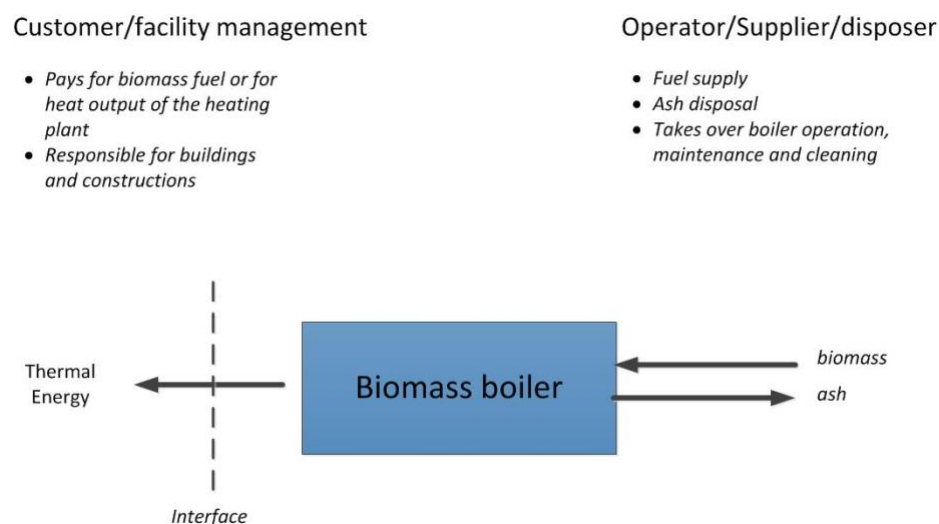 Customer/facility management
• Pays for biomass fuel or for
heat output of the heating
plant
• Responsible for buildings
and constructions
Operator/Supplier/disposer
• Fuel supply
• Ash disposal
• Takes over boiler operation,
maintenance and cleaning
Thermal
Energy
Interface
Biomass boiler
biomass
ash